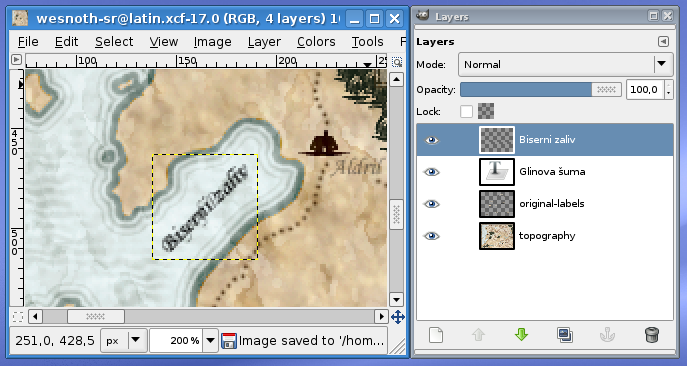 wesnoth-sr@latin.xcf-17.0 (RGB, 4 layers)
File Edit Select View Image Layer Colors Tools
100 150 200
450
500
Aldril
Biserni zaliv
251,0, 428,5 px 200% Image saved to '/hom...
Layers
Layers
Mode: Normal
Opacity: 100,0
Lock:
Biserni zaliv
Glinova šuma
original-labels
topography